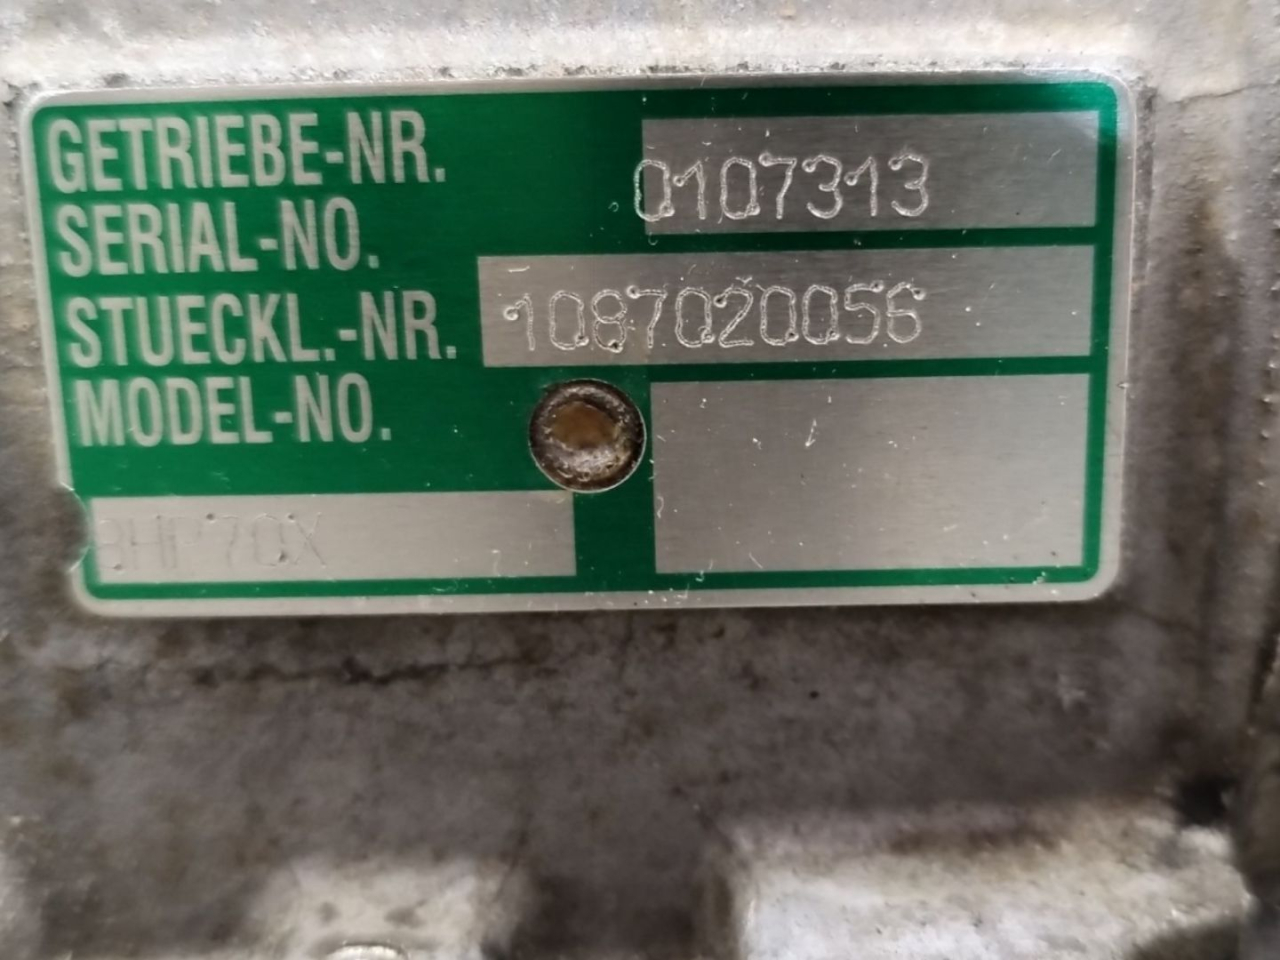 GETRIEBE-NR.
SERIAL-NO. 0107313
STUECKL.-NR. 1087020056
MODEL-NO.
8HP70X